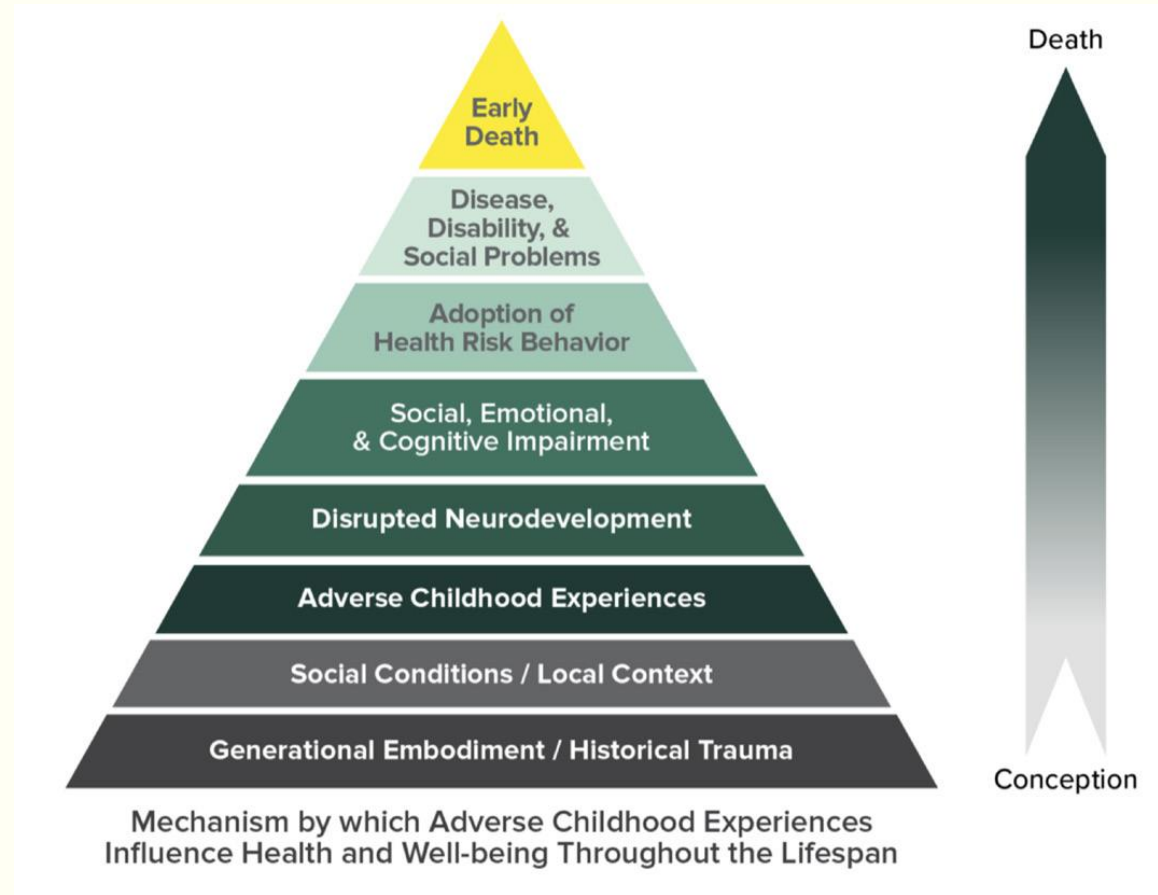 Early
Death
Disease,
Disability, &
Social Problems
Adoption of
Health Risk Behavior
Social, Emotional,
& Cognitive Impairment
Disrupted Neurodevelopment
Adverse Childhood Experiences
Social Conditions / Local Context
Generational Embodiment / Historical Trauma
Mechanism by which Adverse Childhood Experiences
Influence Health and Well-being Throughout the Lifespan
Death
Conception